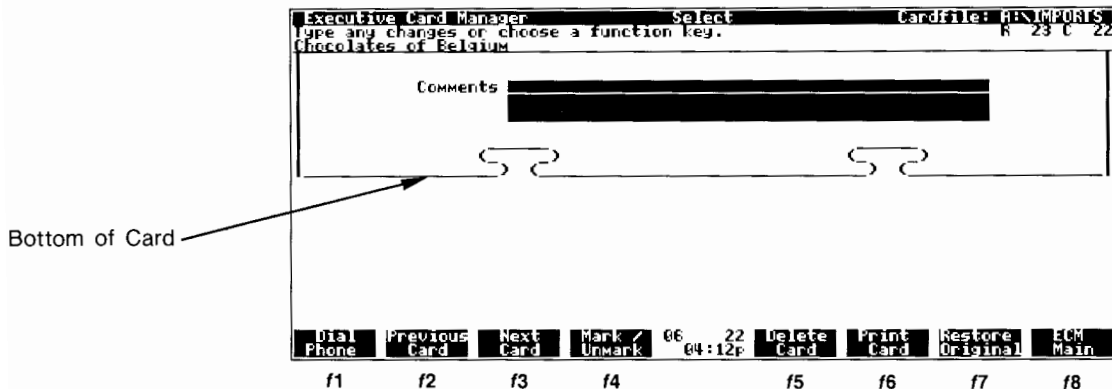 Executive Card Manager Select Cardfile: A:\IMPORTS
Type any changes or choose a function key. R 23 C 22
Chocolates of Belgium
Comments
Bottom of Card
Dial Phone Previous Card Next Card Mark / Unmark 06 22 04:12p Delete Card Print Card Restore Original ECM Main
f1 f2 f3 f4 f5 f6 f7 f8